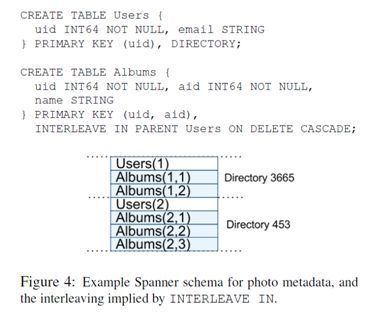 CREATE TABLE Users {
uid INT64 NOT NULL, email STRING
} PRIMARY KEY (uid), DIRECTORY;
CREATE TABLE Albums {
uid INT64 NOT NULL, aid INT64 NOT NULL,
name STRING
} PRIMARY KEY (uid, aid),
INTERLEAVE IN PARENT Users ON DELETE CASCADE;
Users(1)
Albums(1,1) Directory 3665
Albums(1,2)
Users(2)
Albums(2,1) Directory 453
Albums(2,2)
Albums(2,3)
Figure 4: Example Spanner schema for photo metadata, and
the interleaving implied by INTERLEAVE IN.